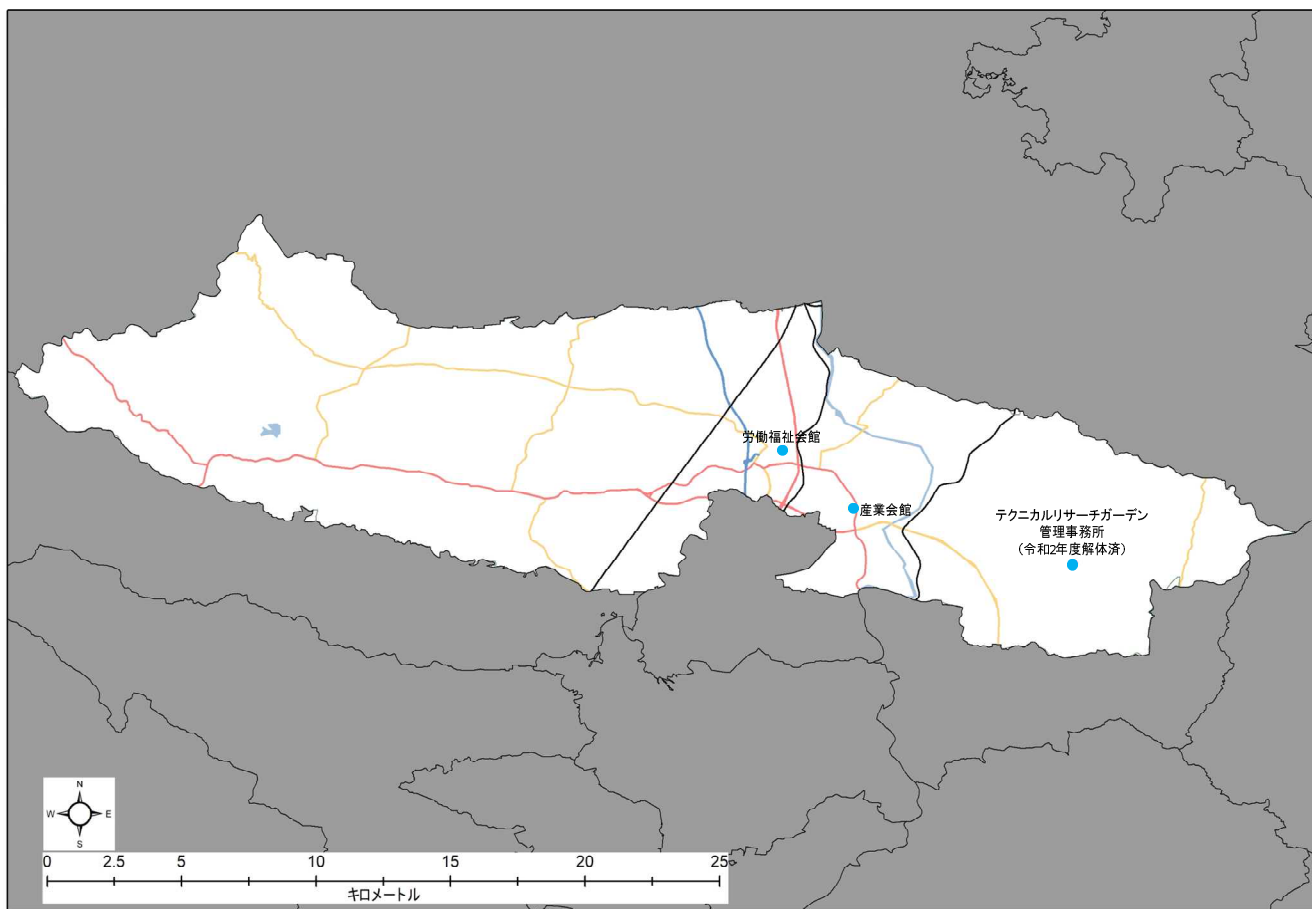 労働福祉会館
産業会館
テクニカルリサーチガーデン
管理事務所
（令和2年度解体済）
N
W E
S
0 2.5 5 10 15 20 25
キロメートル